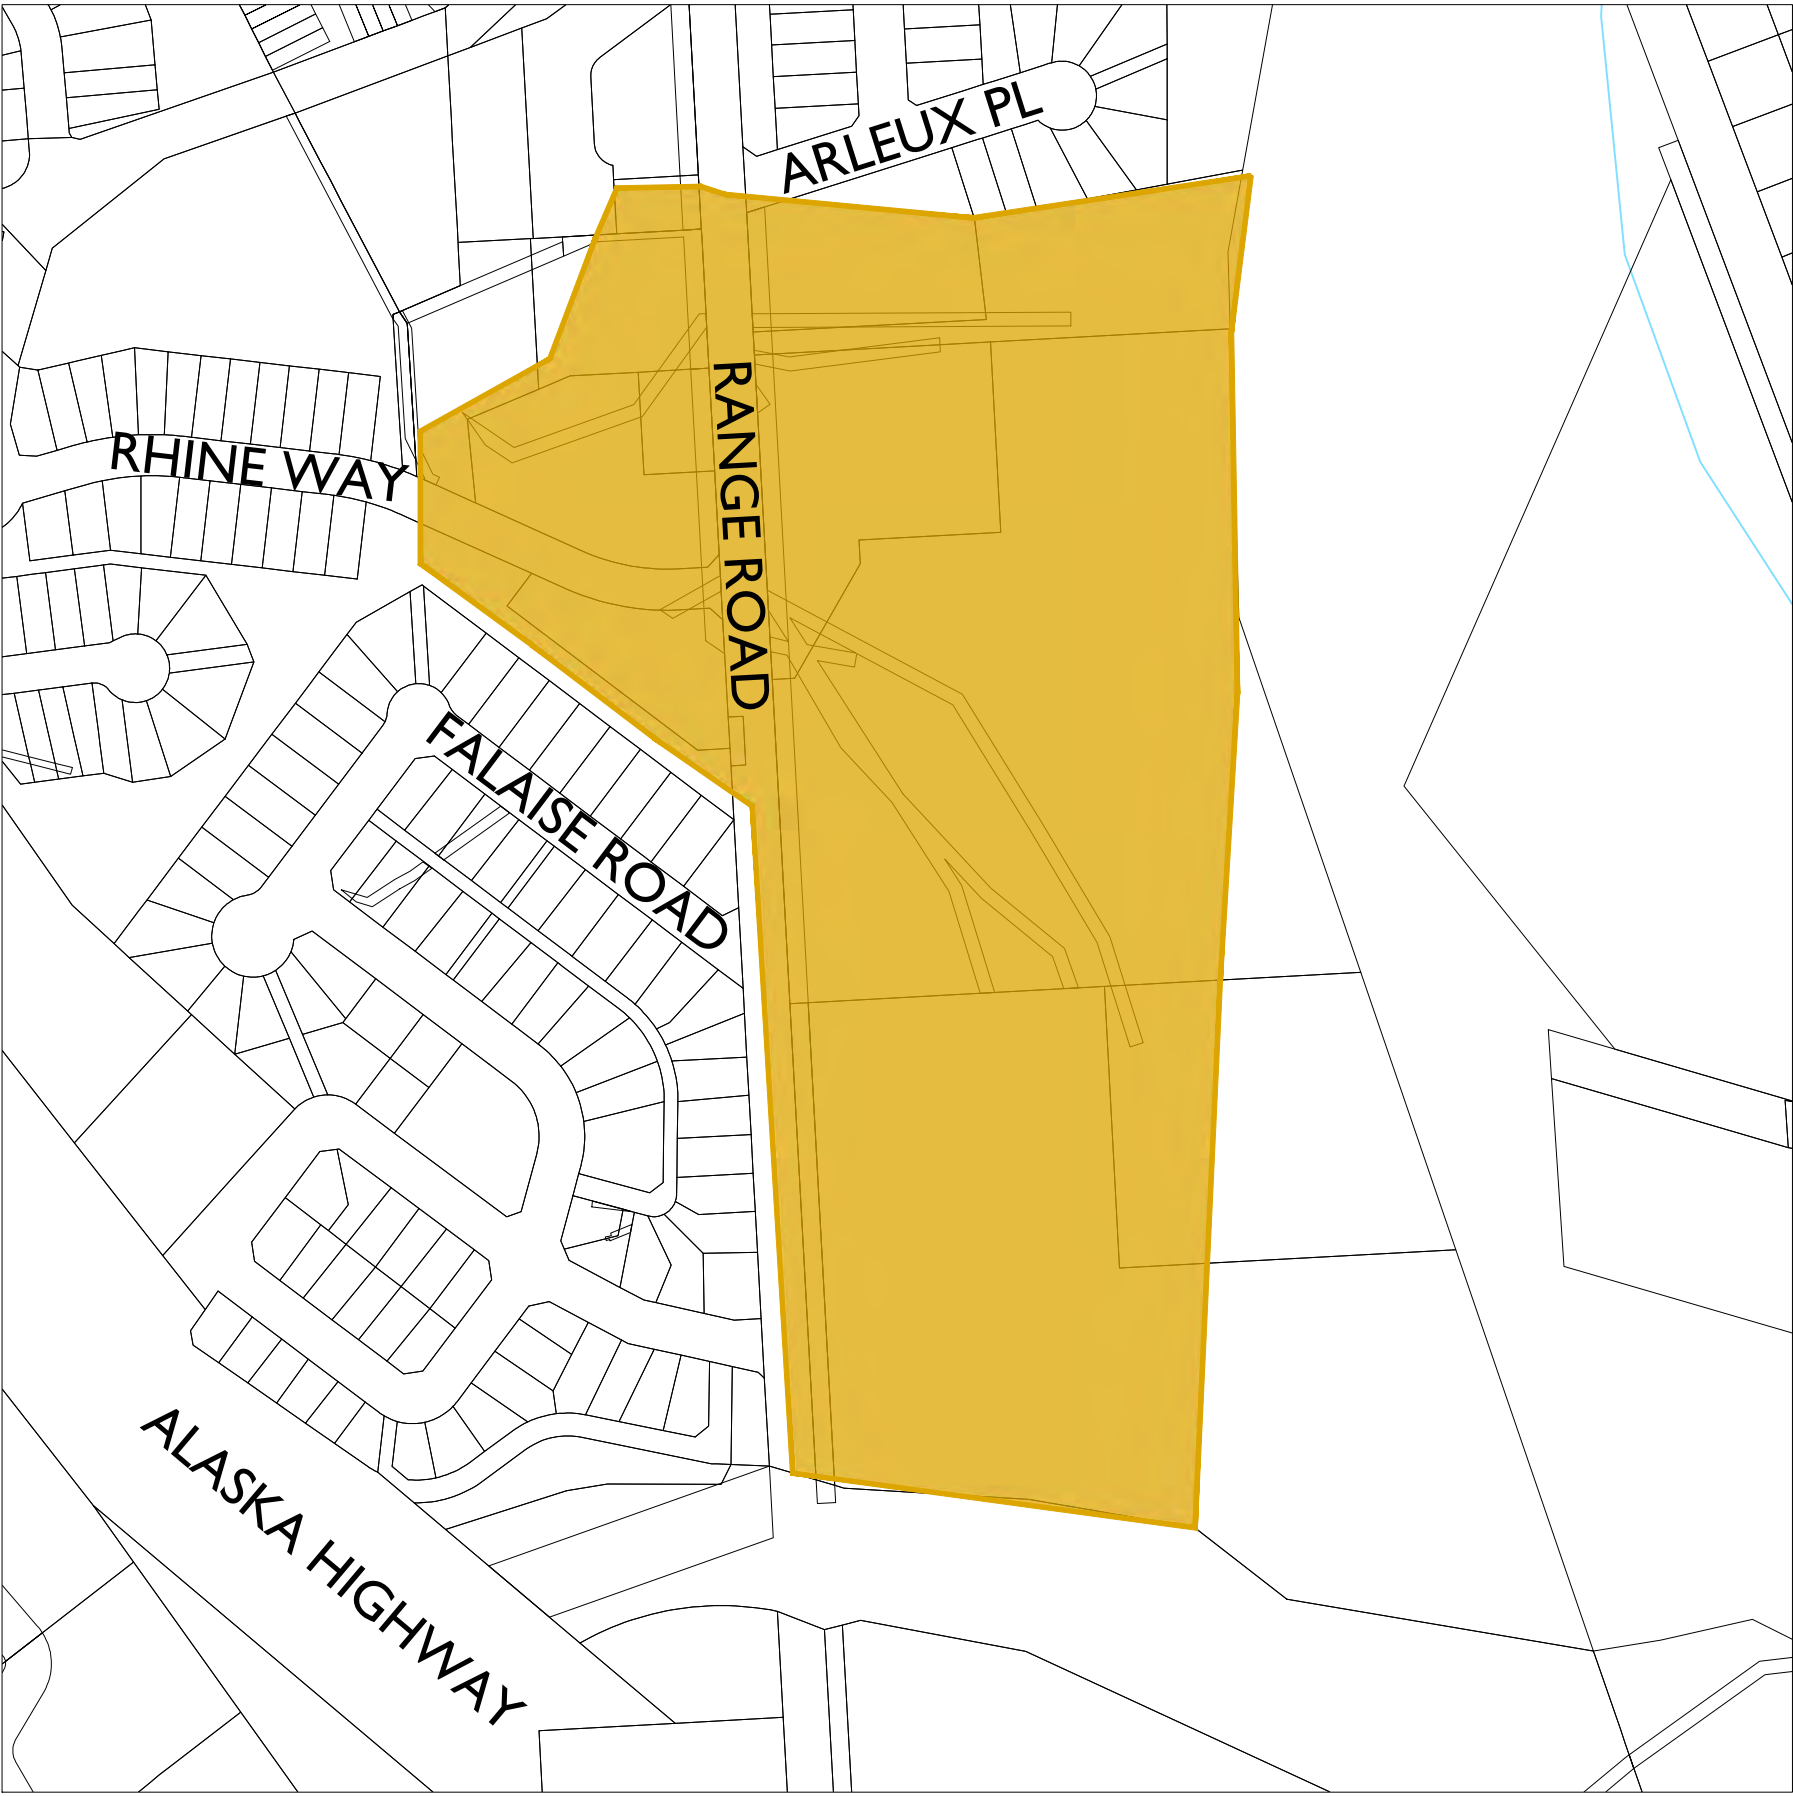 ARLEUX PL
RANGE ROAD
RHINE WAY
FALAISE ROAD
ALASKA HIGHWAY